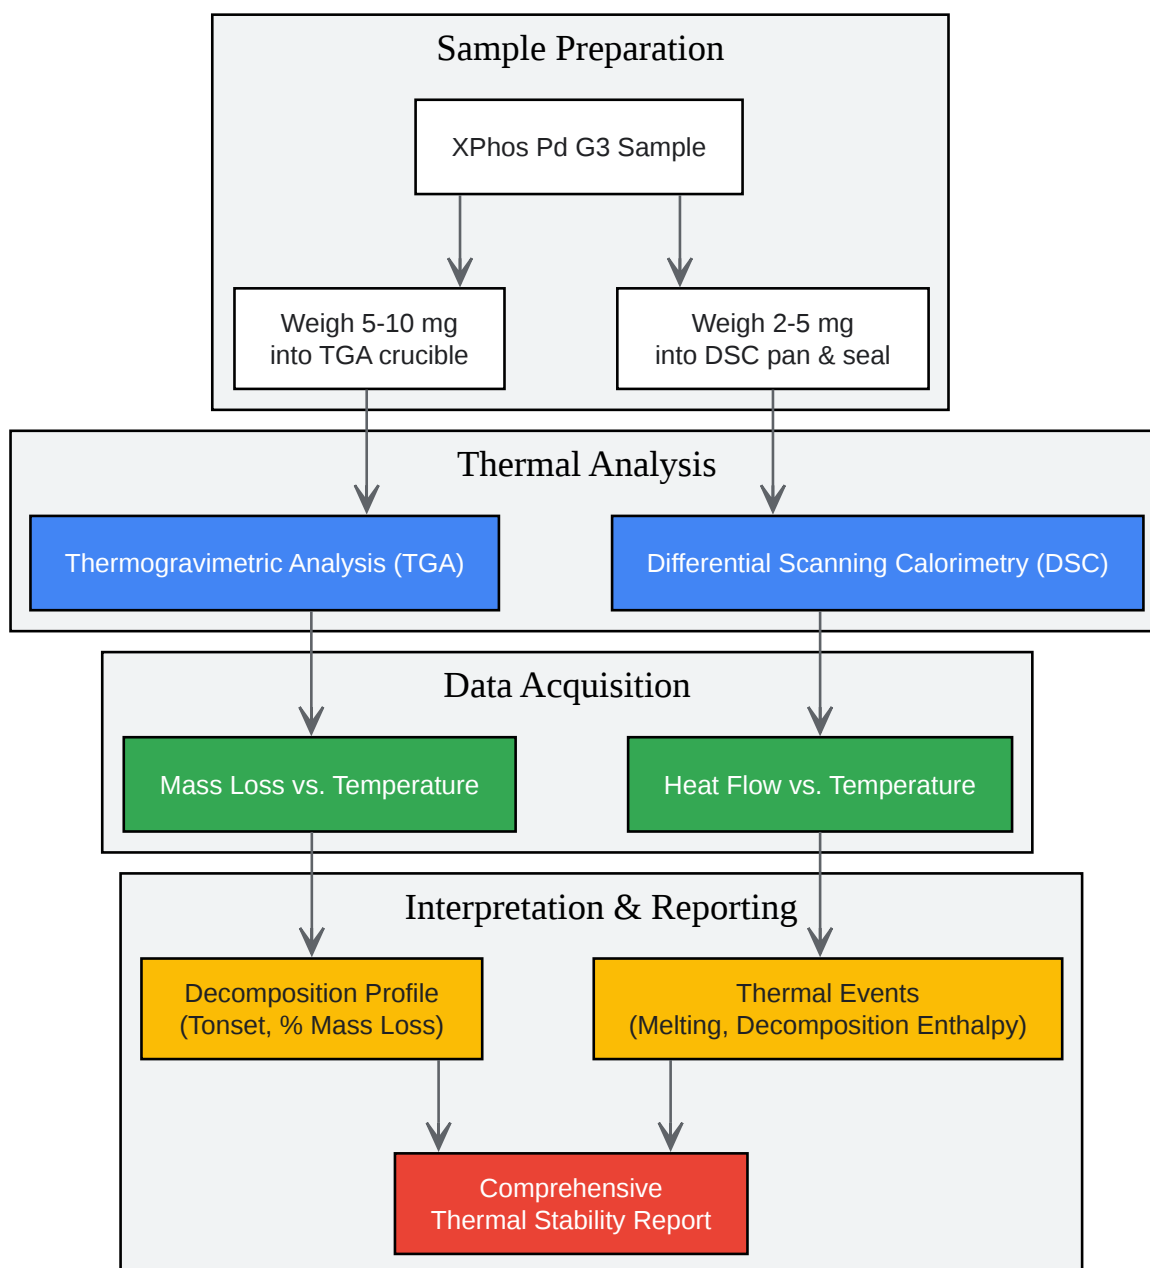 Sample Preparation
XPhos Pd G3 Sample
Weigh 5-10 mg
into TGA crucible
Weigh 2-5 mg
into DSC pan & seal
Thermal Analysis
Thermogravimetric Analysis (TGA)
Differential Scanning Calorimetry (DSC)
Data Acquisition
Mass Loss vs. Temperature
Heat Flow vs. Temperature
Interpretation & Reporting
Decomposition Profile
(Tonset, % Mass Loss)
Thermal Events
(Melting, Decomposition Enthalpy)
Comprehensive
Thermal Stability Report